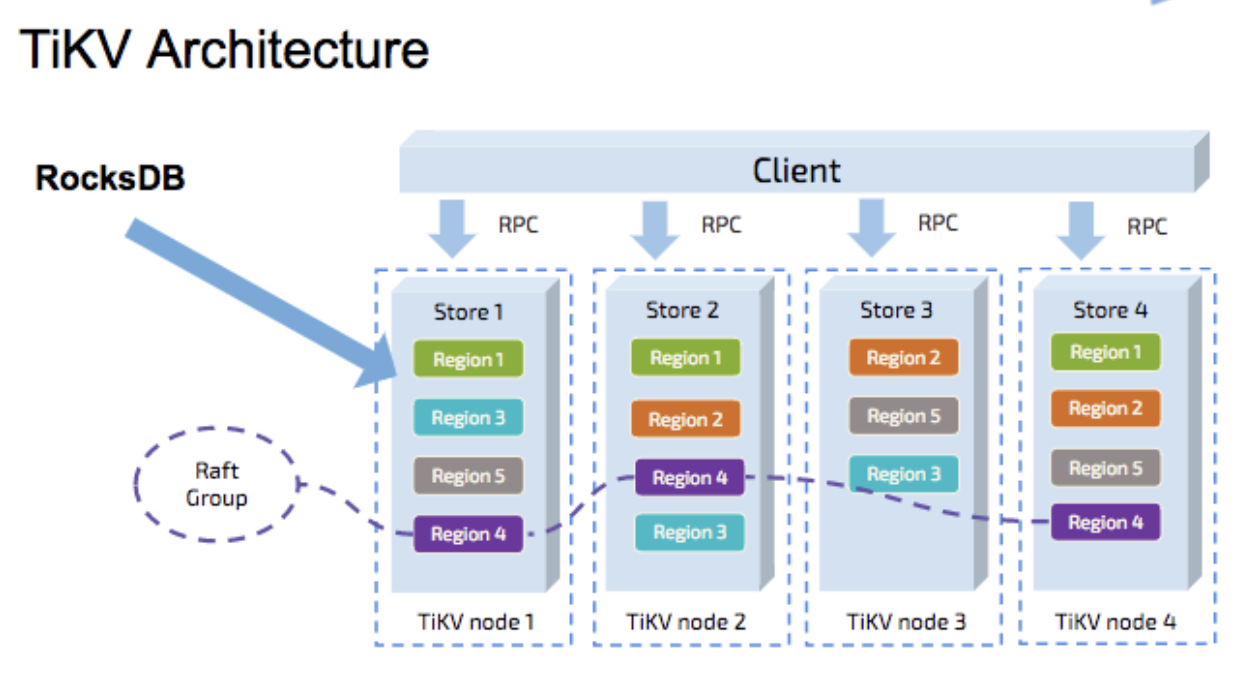 TiKV Architecture
RocksDB
Client
RPC
RPC
RPC
RPC
Store 1
Region 1
Region 3
Region 5
Region 4
TiKV node 1
Store 2
Region 1
Region 2
Region 4
Region 3
TiKV node 2
Store 3
Region 2
Region 5
Region 3
TiKV node 3
Store 4
Region 1
Region 2
Region 5
Region 4
TiKV node 4
Raft
Group